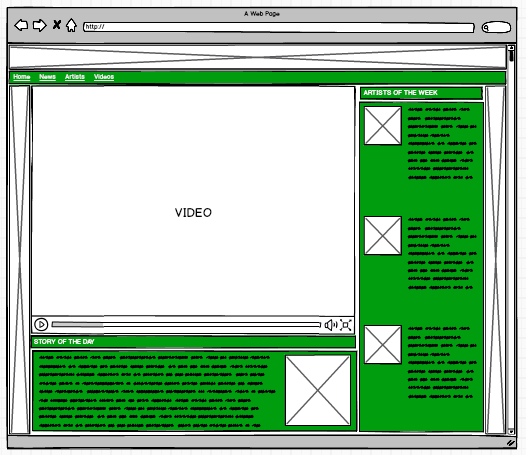 A Web Page
http://
Home News Artists Videos
ARTISTS OF THE WEEK
VIDEO
STORY OF THE DAY